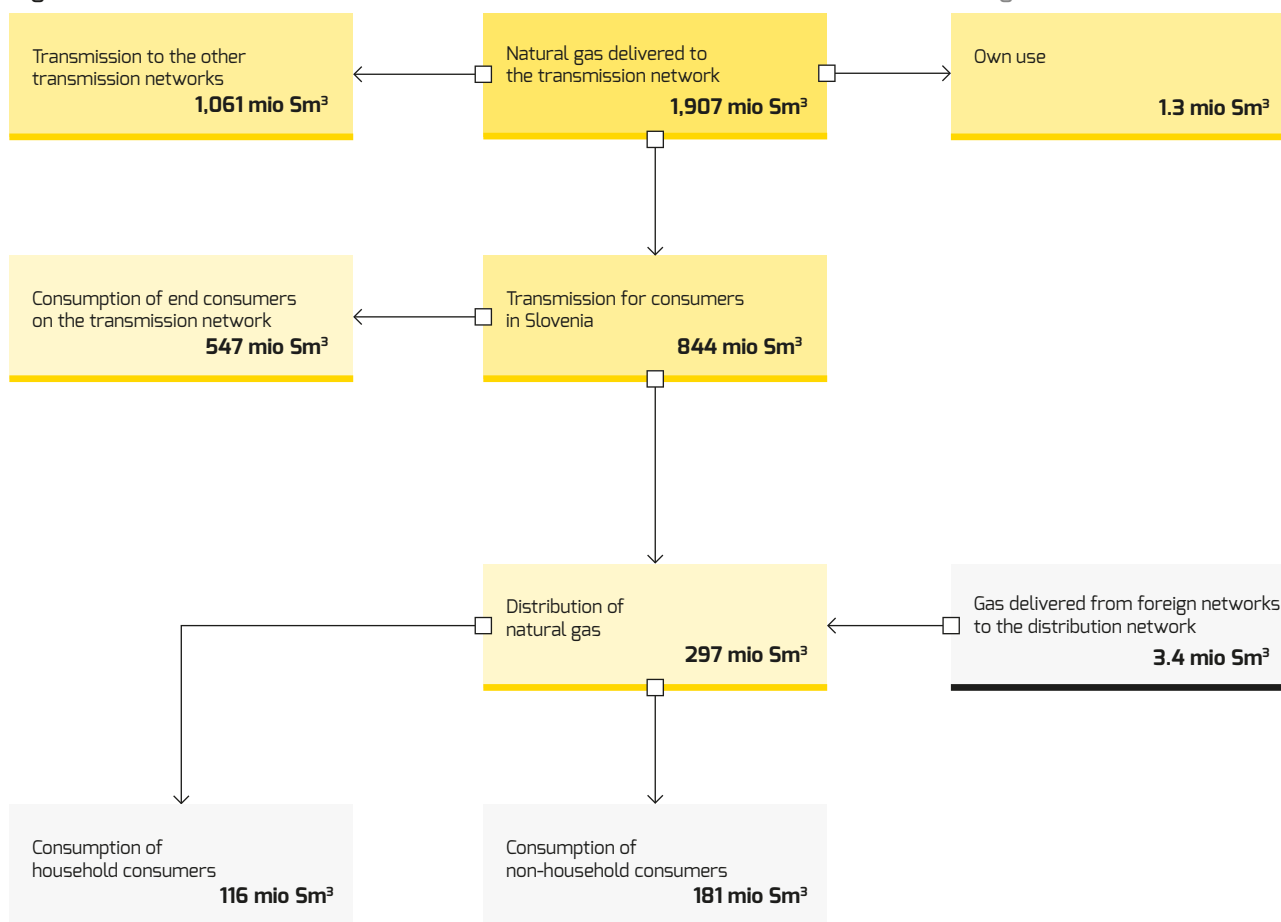 Transmission to the other
transmission networks
1,061 mio Sm³
Natural gas delivered to
the transmission network
1,907 mio Sm³
Own use
1.3 mio Sm³
Consumption of end consumers
on the transmission network
547 mio Sm³
Transmission for consumers
in Slovenia
844 mio Sm³
Distribution of
natural gas
297 mio Sm³
Gas delivered from foreign networks
to the distribution network
3.4 mio Sm³
Consumption of
household consumers
116 mio Sm³
Consumption of
non-household consumers
181 mio Sm³